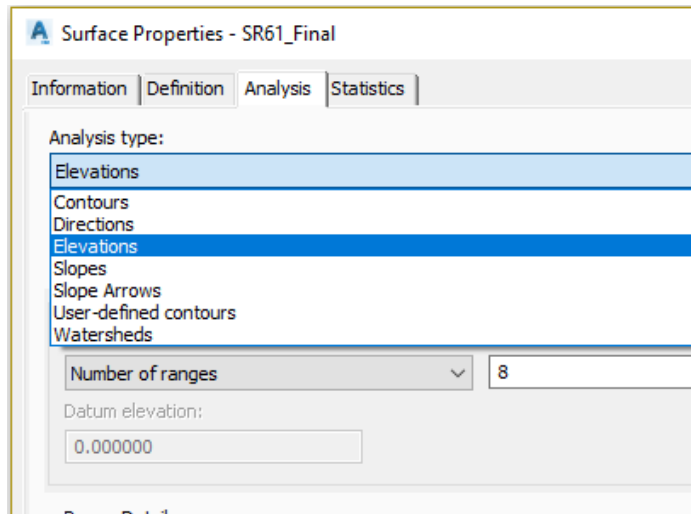 Surface Properties - SR61_Final
Information Definition Analysis Statistics
Analysis type:
Elevations
Contours
Directions
Elevations
Slopes
Slope Arrows
User-defined contours
Watersheds
Number of ranges 8
Datum elevation:
0.000000